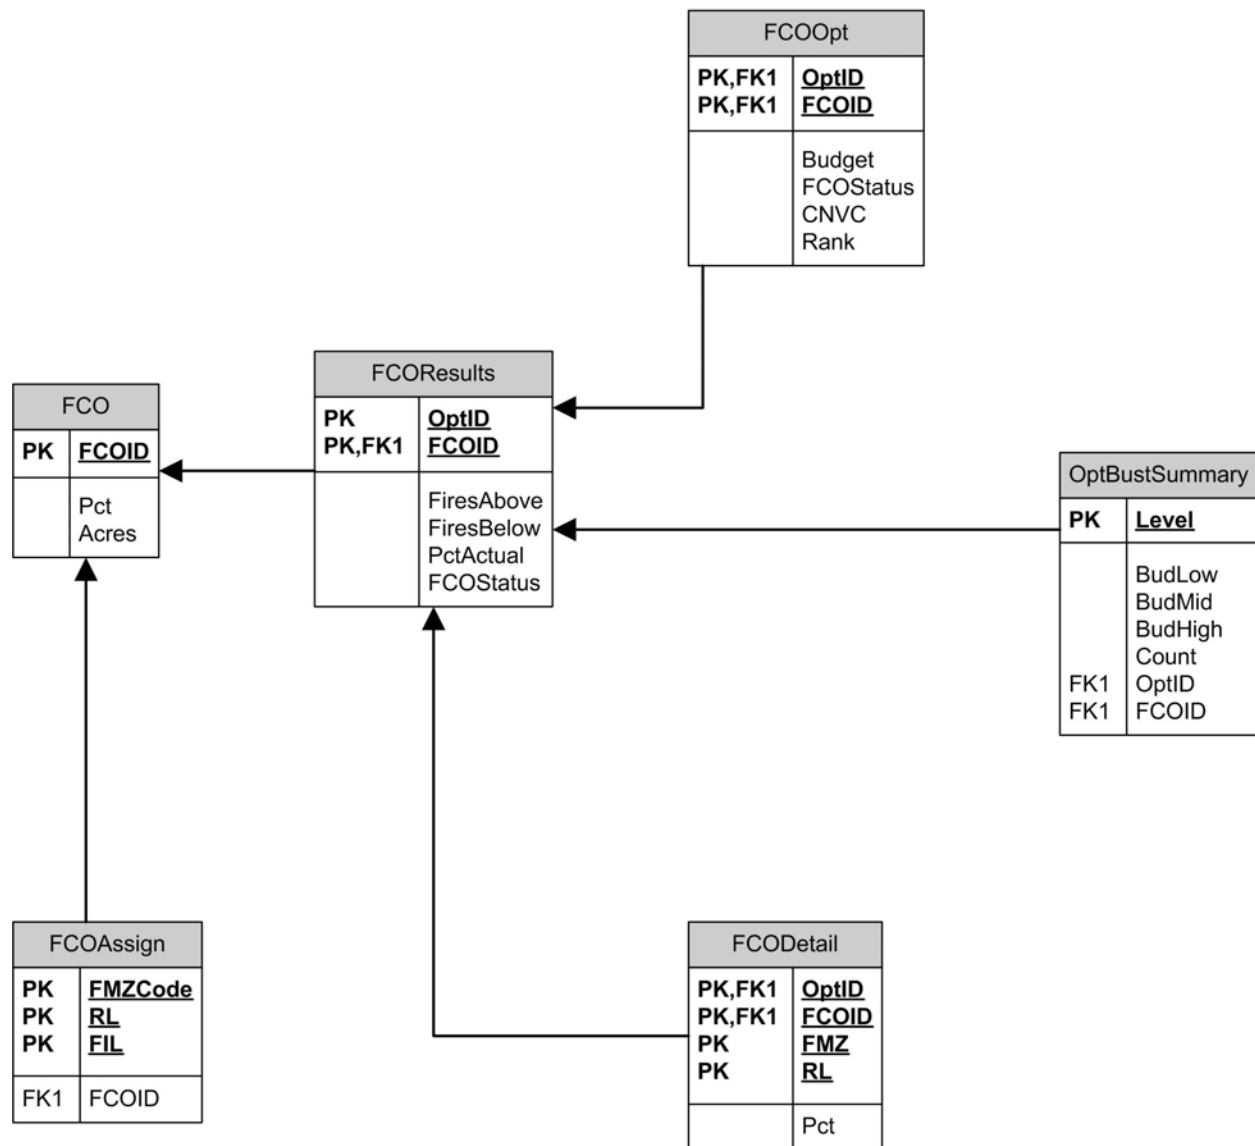 FCOOpt
PK,FK1 OptID
PK,FK1 FCOID
Budget
FCOStatus
CNVC
Rank
FCOResults
PK OptID
PK,FK1 FCOID
FiresAbove
FiresBelow
PctActual
FCOStatus
FCO
PK FCOID
Pct
Acres
OptBustSummary
PK Level
BudLow
BudMid
BudHigh
Count
FK1 OptID
FK1 FCOID
FCOAssign
PK FMZCode
PK RL
PK FIL
FK1 FCOID
FCODetail
PK,FK1 OptID
PK,FK1 FCOID
PK FMZ
PK RL
Pct